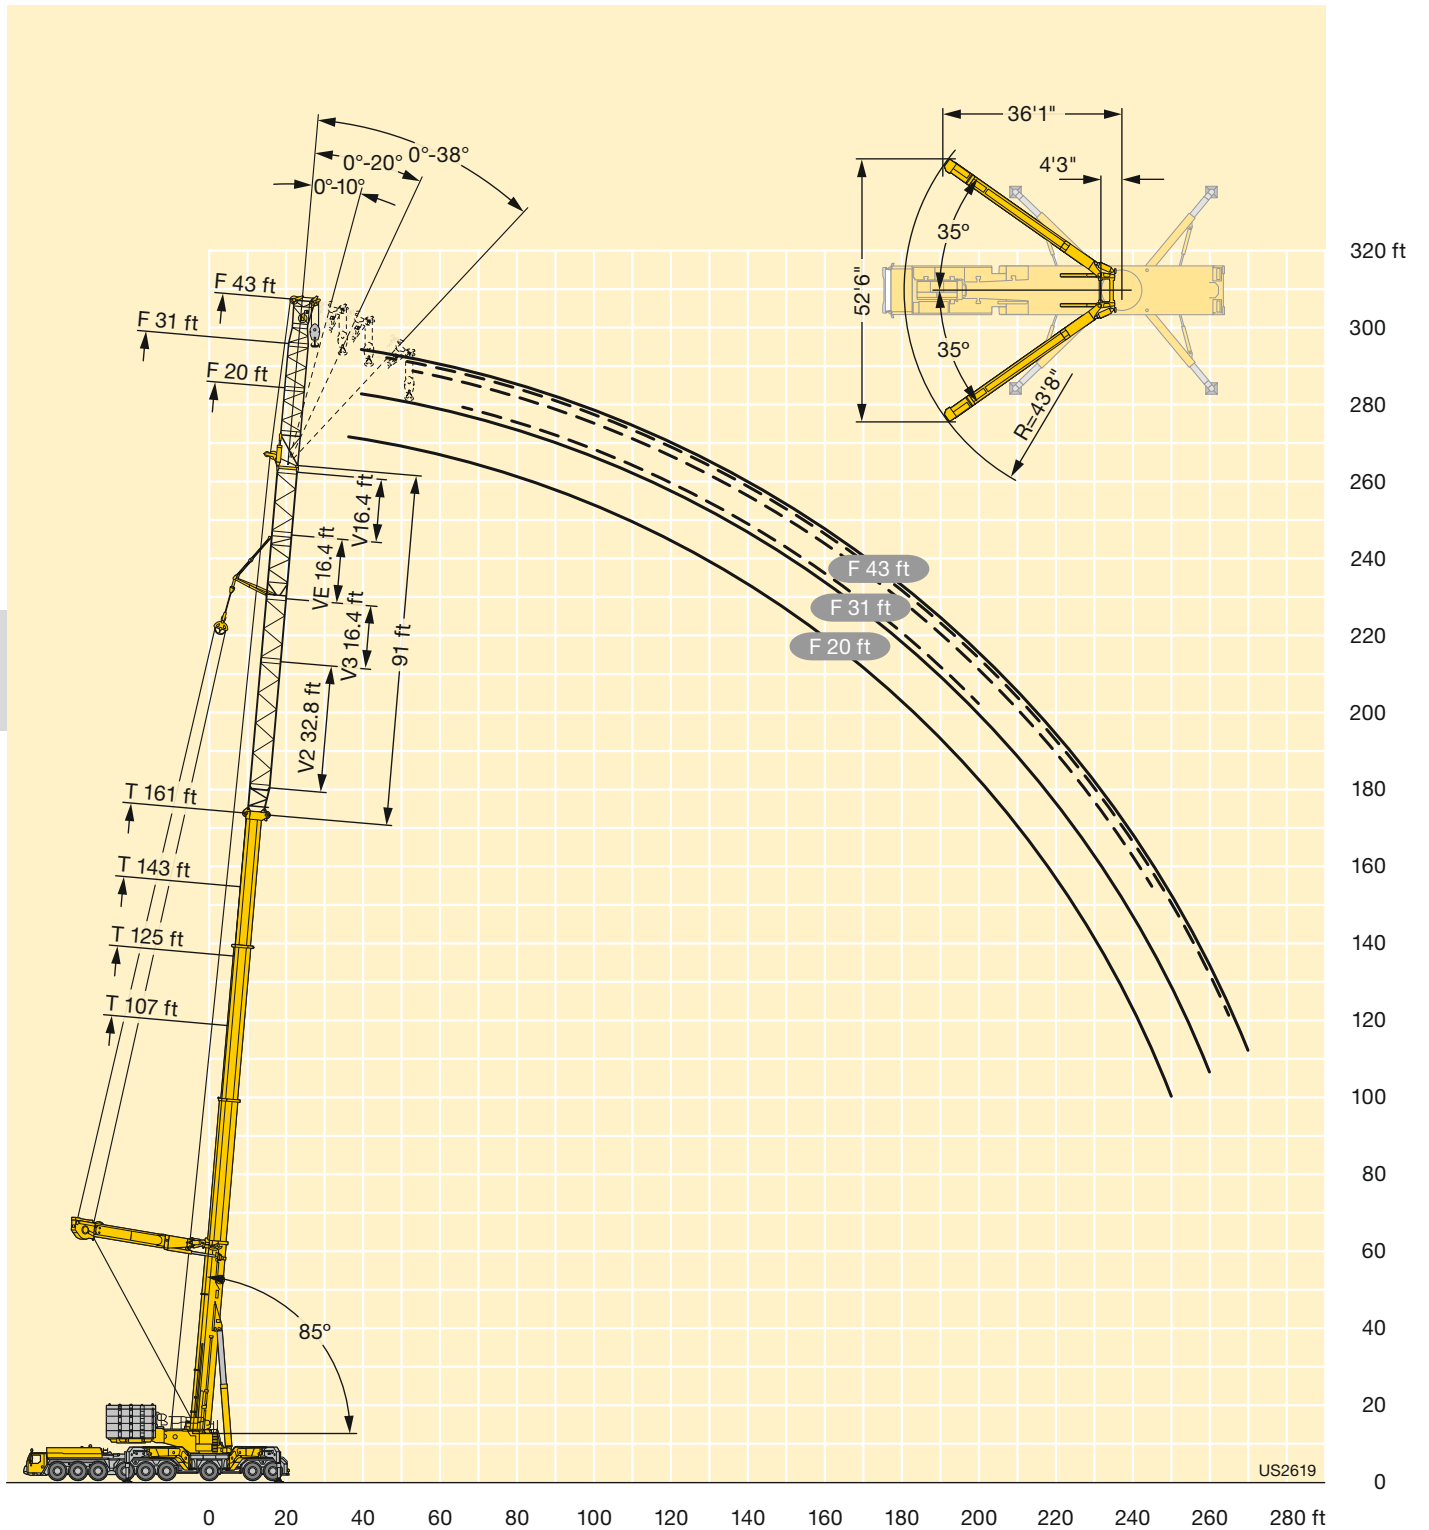 36'1"
0°-38°
0°-20°
0°-10°
4'3"
35º
52'6"
35º
R=43'8"
320 ft
F 43 ft
F 31 ft
F 20 ft
300
280
260
240
220
200
180
160
140
120
100
80
60
40
20
0
V16.4 ft
VE 16.4 ft
V3 16.4 ft
91 ft
V2 32.8 ft
F 43 ft
F 31 ft
F 20 ft
T 161 ft
T 143 ft
T 125 ft
T 107 ft
85º
US2619
0 20 40 60 80 100 120 140 160 180 200 220 240 260 280 ft